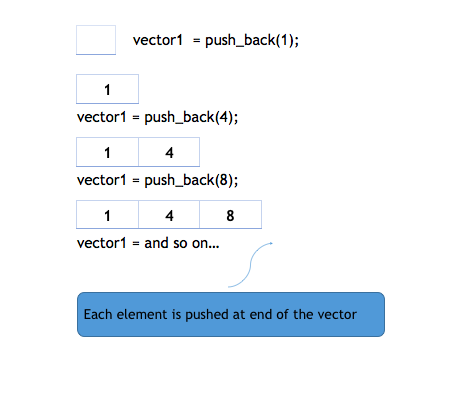 vector1 = push_back(1);
1
vector1 = push_back(4);
1 4
vector1 = push_back(8);
1 4 8
vector1 = and so on...
Each element is pushed at end of the vector